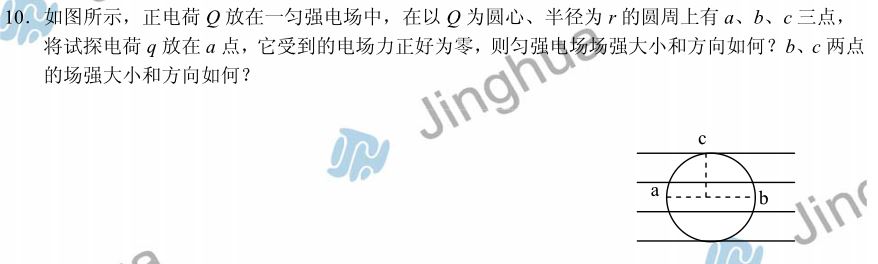 10. 如图所示，正电荷 Q 放在一匀强电场中，在以 Q 为圆心、半径为 r 的圆周上有 a、b、c 三点，
将试探电荷 q 放在 a 点，它受到的电场力正好为零，则匀强电场场强大小和方向如何？b、c 两点
的场强大小和方向如何？
Jinghua
c
a
b
Jin